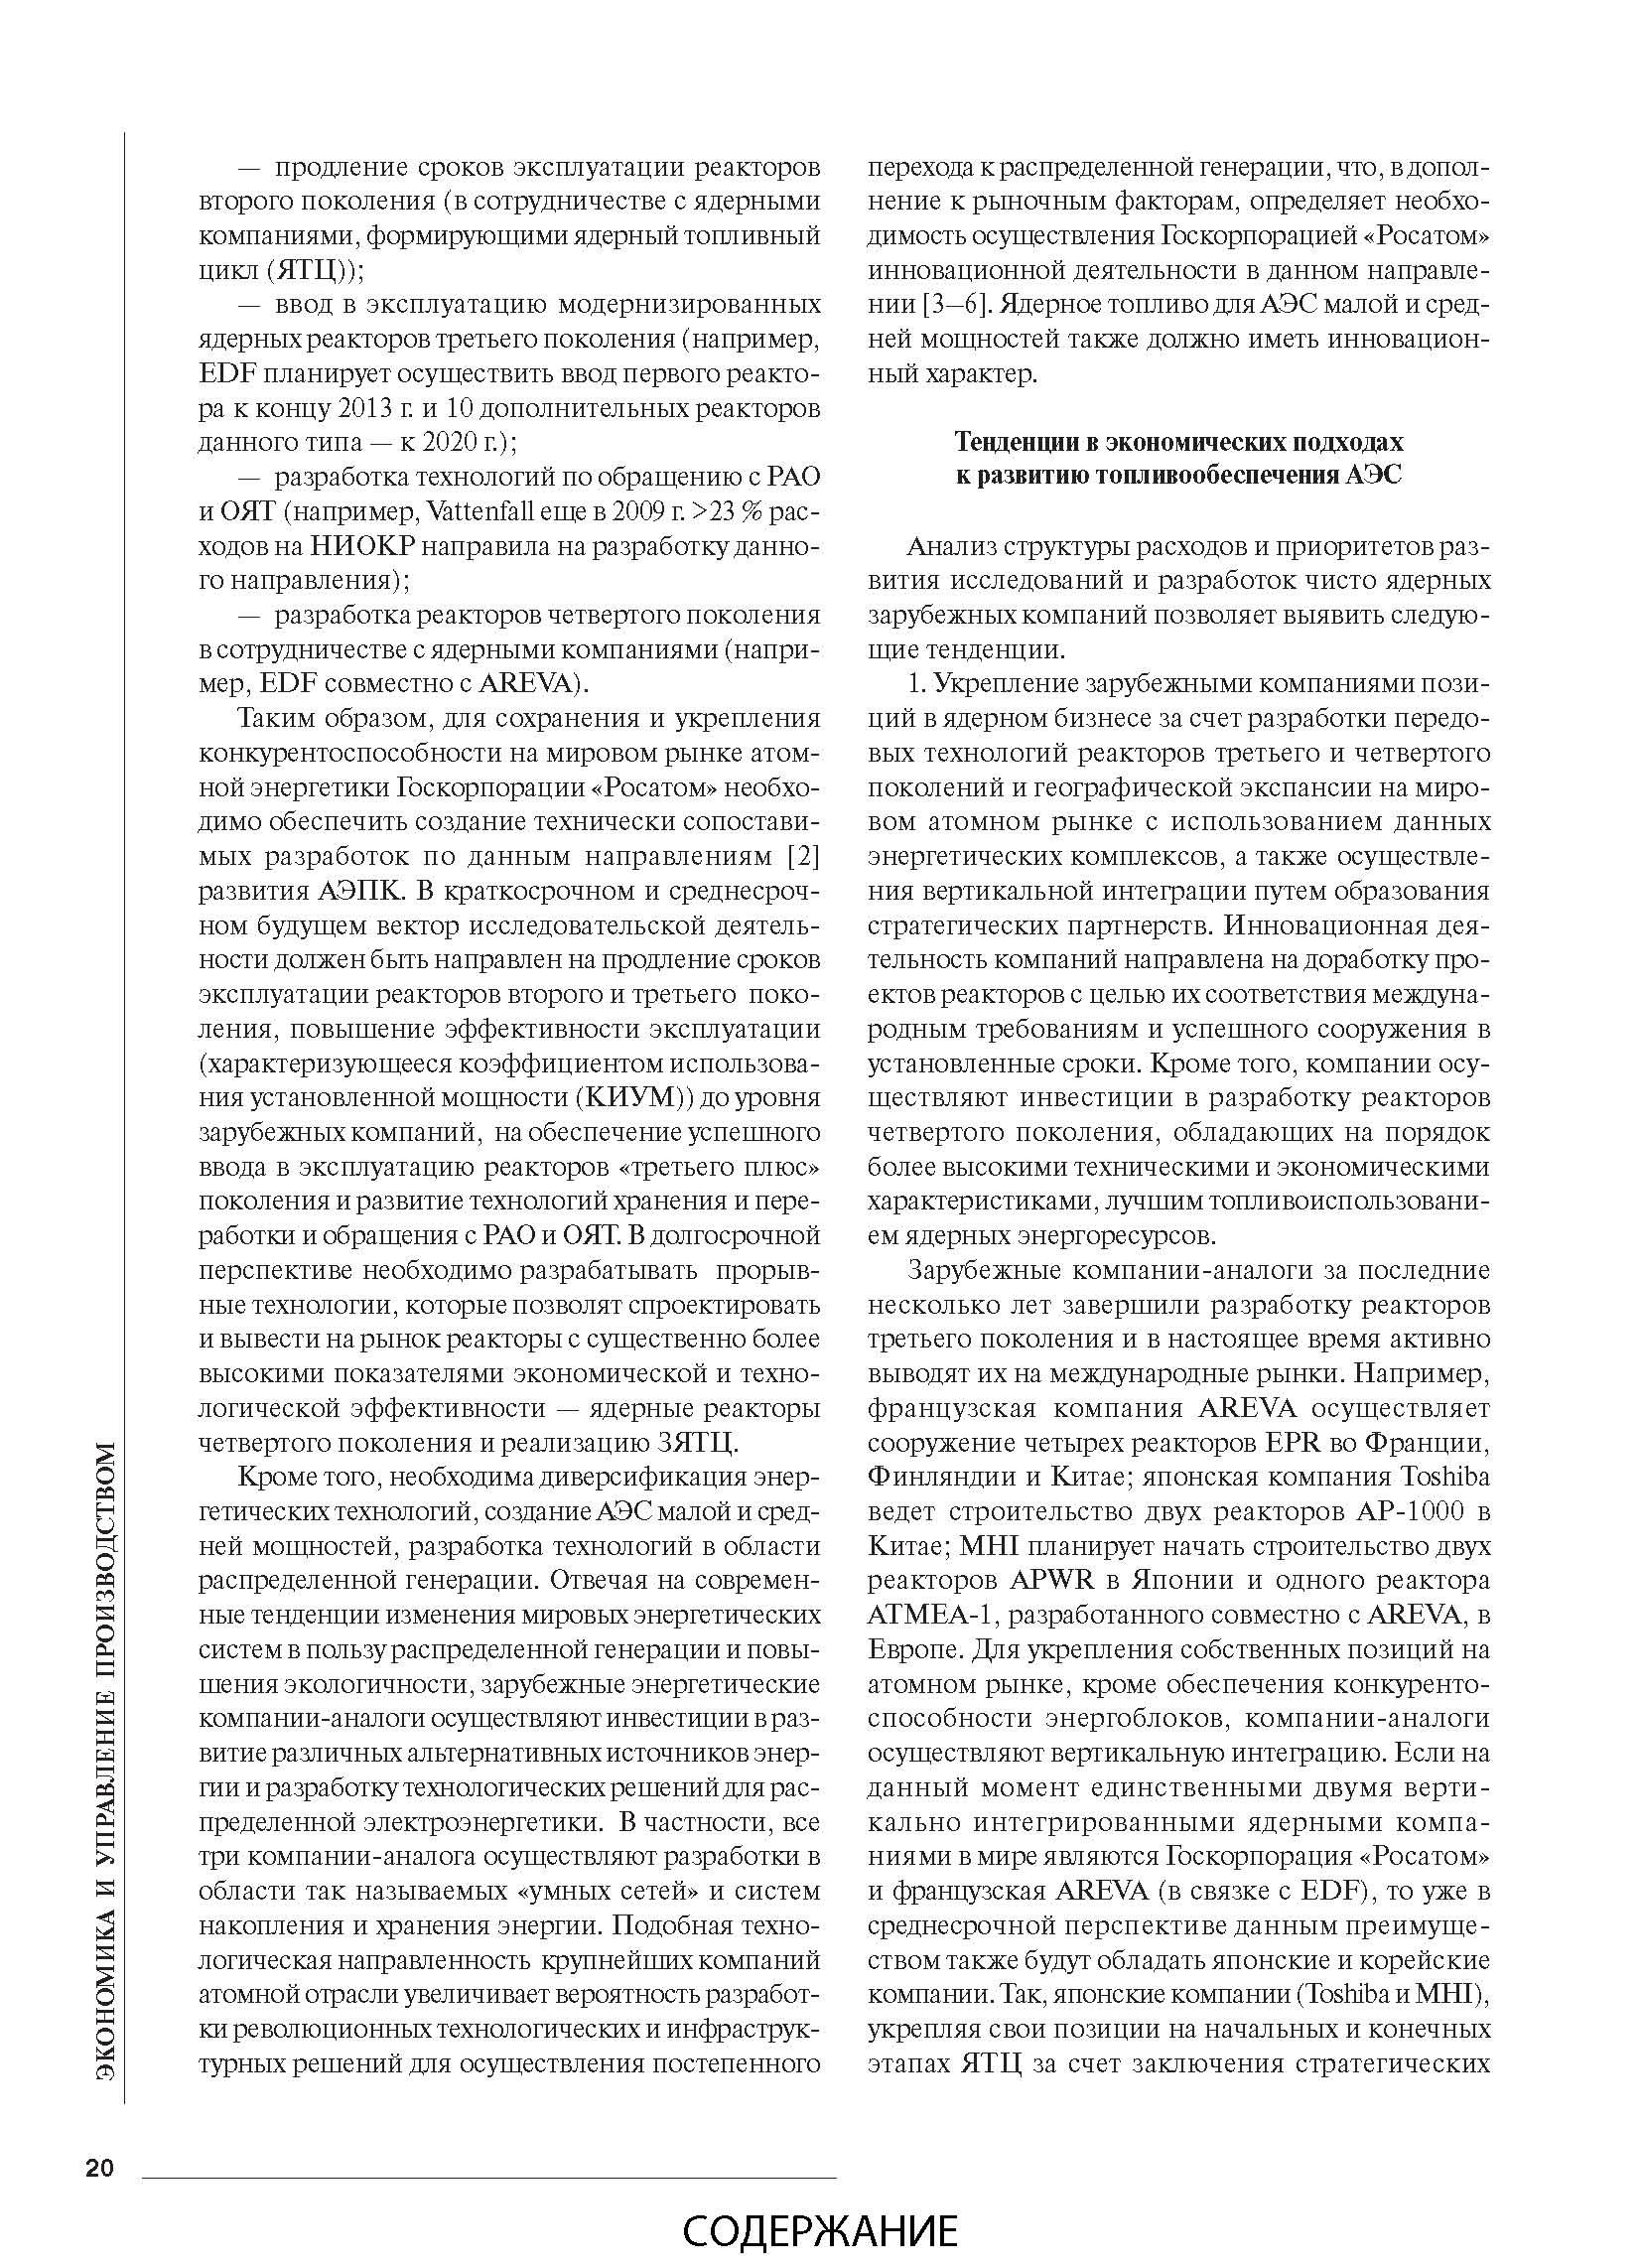 — продление сроков эксплуатации реакторов
второго поколения (в сотрудничестве с ядерными
компаниями, формирующими ядерный топливный
цикл (ЯТЦ));
— ввод в эксплуатацию модернизированных
ядерных реакторов третьего поколения (например,
EDF планирует осуществить ввод первого реакто-
ра к концу 2013 г. и 10 дополнительных реакторов
данного типа — к 2020 г.);
— разработка технологий по обращению с РАО
и ОЯТ (например, Vattenfall еще в 2009 г. >23 % рас-
ходов на НИОКР направила на разработку данно-
го направления);
— разработка реакторов четвертого поколения
в сотрудничестве с ядерными компаниями (напри-
мер, EDF совместно с AREVA).
Таким образом, для сохранения и укрепления
конкурентоспособности на мировом рынке атом-
ной энергетики Госкорпорации «Росатом» необхо-
димо обеспечить создание технически сопостави-
мых разработок по данным направлениям [2]
развития АЭПК. В краткосрочном и среднесроч-
ном будущем вектор исследовательской деятель-
ности должен быть направлен на продление сроков
эксплуатации реакторов второго и третьего поко-
ления, повышение эффективности эксплуатации
(характеризующееся коэффициентом использова-
ния установленной мощности (КИУМ)) до уровня
зарубежных компаний, на обеспечение успешного
ввода в эксплуатацию реакторов «третьего плюс»
поколения и развитие технологий хранения и пере-
работки и обращения с РАО и ОЯТ. В долгосрочной
перспективе необходимо разрабатывать прорыв-
ные технологии, которые позволят спроектировать
и вывести на рынок реакторы с существенно более
высокими показателями экономической и техно-
логической эффективности — ядерные реакторы
четвертого поколения и реализацию ЗЯТЦ.
Кроме того, необходима диверсификация энер-
гетических технологий, создание АЭС малой и сред-
ней мощностей, разработка технологий в области
распределенной генерации. Отвечая на современ-
ные тенденции изменения мировых энергетических
систем в пользу распределенной генерации и повы-
шения экологичности, зарубежные энергетические
компании-аналоги осуществляют инвестиции в раз-
витие различных альтернативных источников энер-
гии и разработку технологических решений для рас-
пределенной электроэнергетики. В частности, все
три компании-аналога осуществляют разработки в
области так называемых «умных сетей» и систем
накопления и хранения энергии. Подобная техно-
логическая направленность крупнейших компаний
атомной отрасли увеличивает вероятность разработ-
ки революционных технологических и инфраструк-
турных решений для осуществления постепенного
перехода к распределенной генерации, что, в допол-
нение к рыночным факторам, определяет необхо-
димость осуществления Госкорпорацией «Росатом»
инновационной деятельности в данном направле-
нии [3–6]. Ядерное топливо для АЭС малой и сред-
ней мощностей также должно иметь инновацион-
ный характер.
Тенденции в экономических подходах
к развитию топливообеспечения АЭС
Анализ структуры расходов и приоритетов раз-
вития исследований и разработок чисто ядерных
зарубежных компаний позволяет выявить следую-
щие тенденции.
1. Укрепление зарубежными компаниями пози-
ций в ядерном бизнесе за счет разработки передо-
вых технологий реакторов третьего и четвертого
поколений и географической экспансии на миро-
вом атомном рынке с использованием данных
энергетических комплексов, а также осуществле-
ния вертикальной интеграции путем образования
стратегических партнерств. Инновационная дея-
тельность компаний направлена на доработку про-
ектов реакторов с целью их соответствия междуна-
родным требованиям и успешного сооружения в
установленные сроки. Кроме того, компании осу-
ществляют инвестиции в разработку реакторов
четвертого поколения, обладающих на порядок
более высокими техническими и экономическими
характеристиками, лучшим топливоиспользовани-
ем ядерных энергоресурсов.
Зарубежные компании-аналоги за последние
несколько лет завершили разработку реакторов
третьего поколения и в настоящее время активно
выводят их на международные рынки. Например,
французская компания AREVA осуществляет
сооружение четырех реакторов EPR во Франции,
Финляндии и Китае; японская компания Toshiba
ведет строительство двух реакторов AP-1000 в
Китае; MHI планирует начать строительство двух
реакторов APWR в Японии и одного реактора
ATMEA-1, разработанного совместно с AREVA, в
Европе. Для укрепления собственных позиций на
атомном рынке, кроме обеспечения конкуренто-
способности энергоблоков, компании-аналоги
осуществляют вертикальную интеграцию. Если на
данный момент единственными двумя верти-
кально интегрированными ядерными компа-
ниями в мире являются Госкорпорация «Росатом»
и французская AREVA (в связке с EDF), то уже в
среднесрочной перспективе данным преимуще-
ством также будут обладать японские и корейские
компании. Так, японские компании (Toshiba и MHI),
укрепляя свои позиции на начальных и конечных
этапах ЯТЦ за счет заключения стратегических
ЭКОНОМИКА И УПРАВЛЕНИЕ ПРОИЗВОДСТВОМ
20
СОДЕРЖАНИЕ